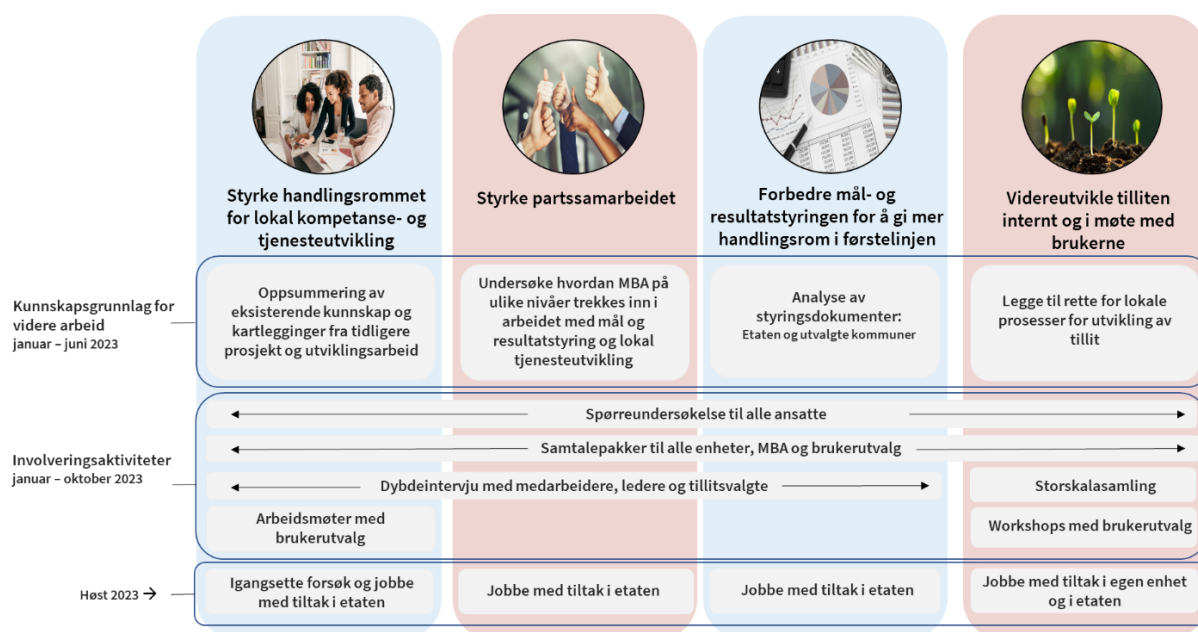 Styrke handlingsrommet
for lokal kompetanse- og
tjenesteutvikling
Styrke partssamarbeidet
Forbedre mål- og
resultatstyringen for å gi mer
handlingsrom i førstelinjen
Videreutvikle tilliten
internt og i møte med
brukerne
Kunnskapsgrunnlag for
videre arbeid
januar – juni 2023
Oppsummering av
eksisterende kunnskap og
kartlegginger fra tidligere
prosjekt og utviklingsarbeid
Undersøke hvordan MBA på
ulike nivåer trekkes inn i
arbeidet med mål og
resultatstyring og lokal
tjenesteutvikling
Analyse av
styringsdokumenter:
Etaten og utvalgte kommuner
Legge til rette for lokale
prosesser for utvikling av
tillit
Involveringsaktiviteter
januar – oktober 2023
Spørreundersøkelse til alle ansatte
Samtalepakker til alle enheter, MBA og brukerutvalg
Dybdeintervju med medarbeidere, ledere og tillitsvalgte
Storskalasamling
Arbeidsmøter med
brukerutvalg
Workshops med brukerutvalg
Høst 2023 →
Igangsette forsøk og jobbe
med tiltak i etaten
Jobbe med tiltak i etaten
Jobbe med tiltak i etaten
Jobbe med tiltak i egen enhet
og i etaten